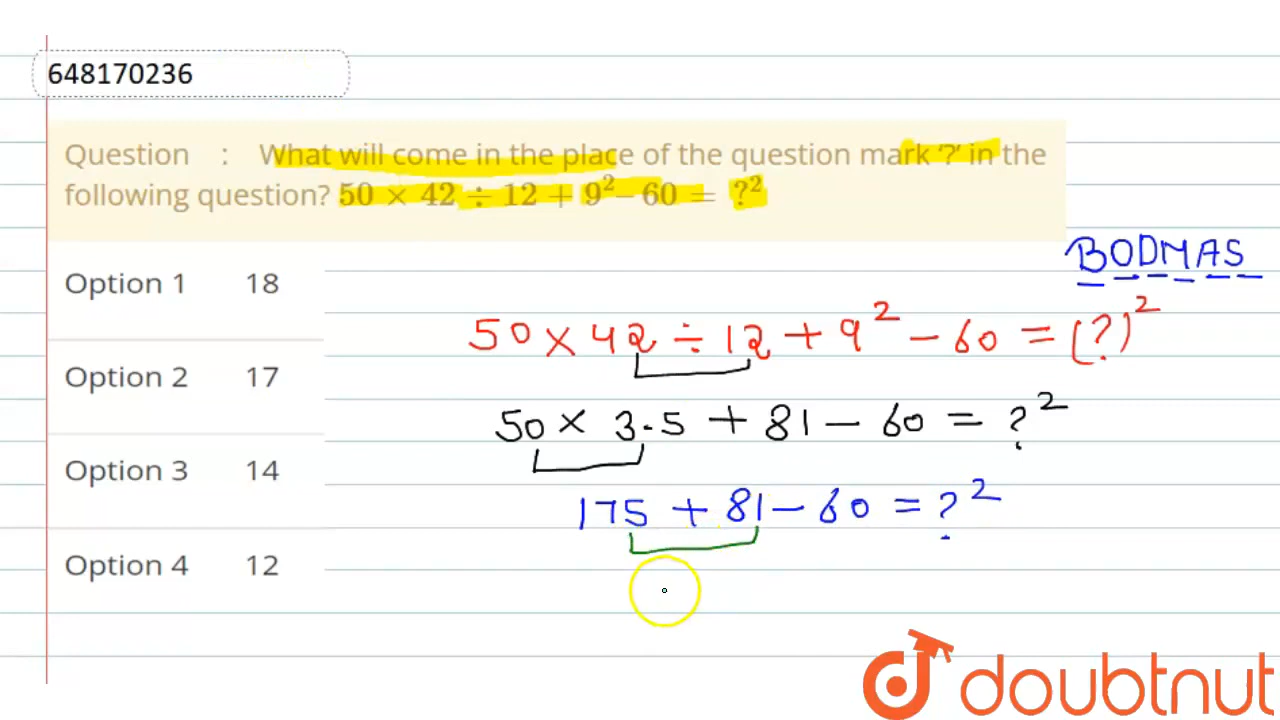 648170236
Question : What will come in the place of the question mark ‘?’ in the
following question? 50 × 42 ÷ 12 + 9² – 60 = ?²
BODMAS
Option 1 18
50 × 42 ÷ 12 + 9² – 60 = (?)²
Option 2 17
50 × 3.5 + 81 – 60 = ?²
Option 3 14
175 + 81 – 60 = ?²
Option 4 12
doubtnut